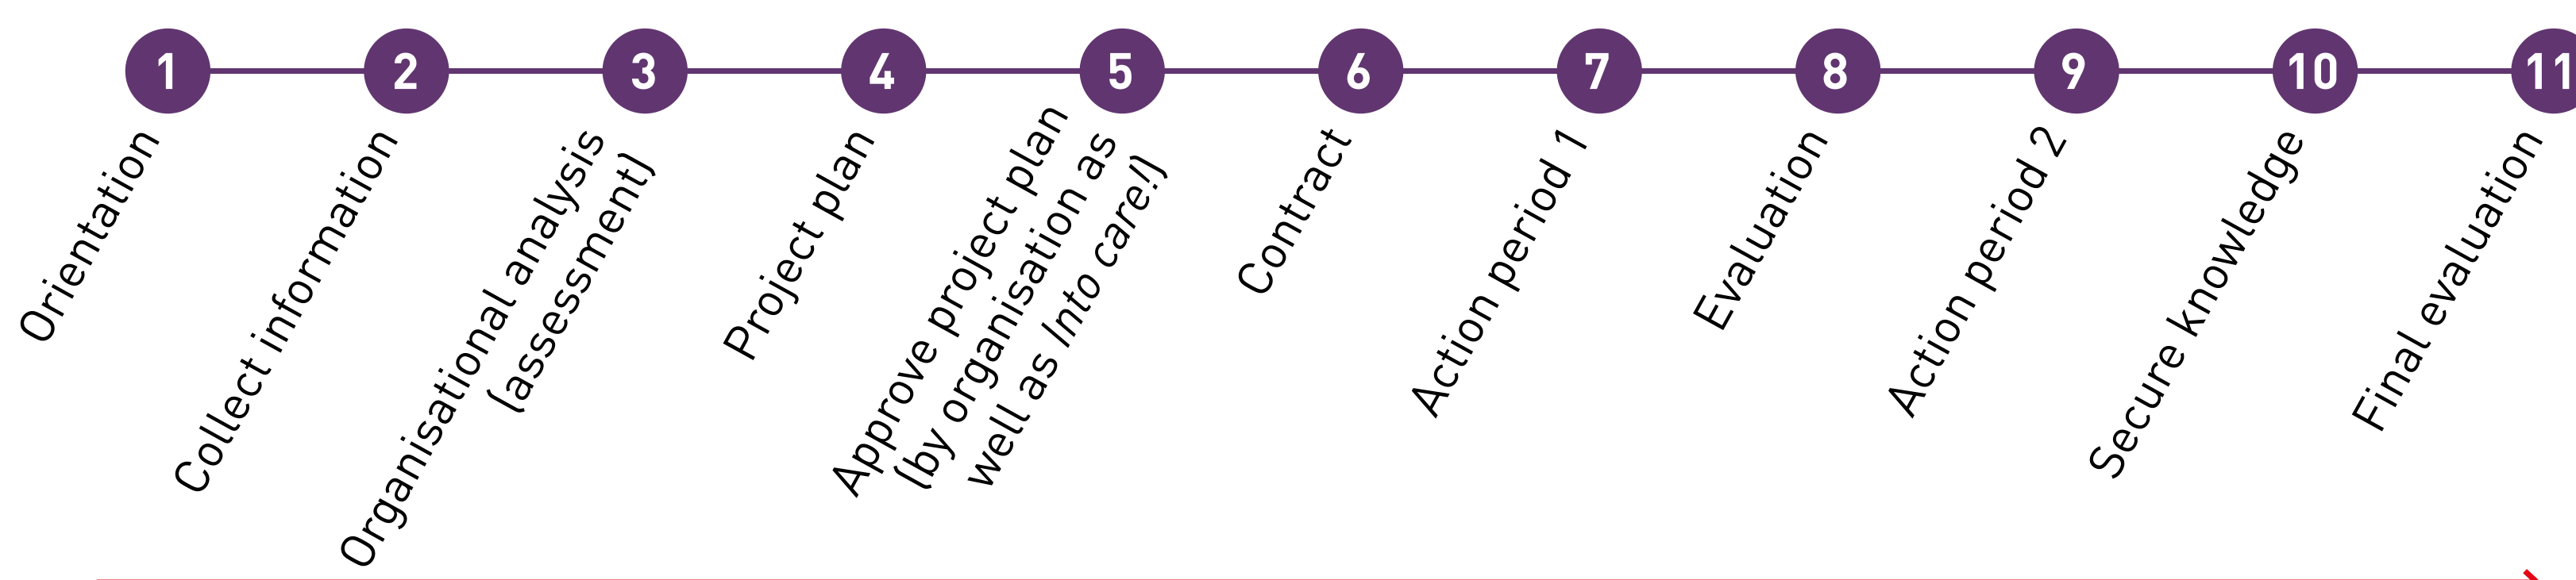 1
2
3
4
5
6
7
8
9
10
11
Orientation
Collect information
Organisational analysis
(assessment)
Project plan
Approve project plan
(by organisation as
well as Into care!)
Contract
Action period 1
Evaluation
Action period 2
Secure knowledge
Final evaluation